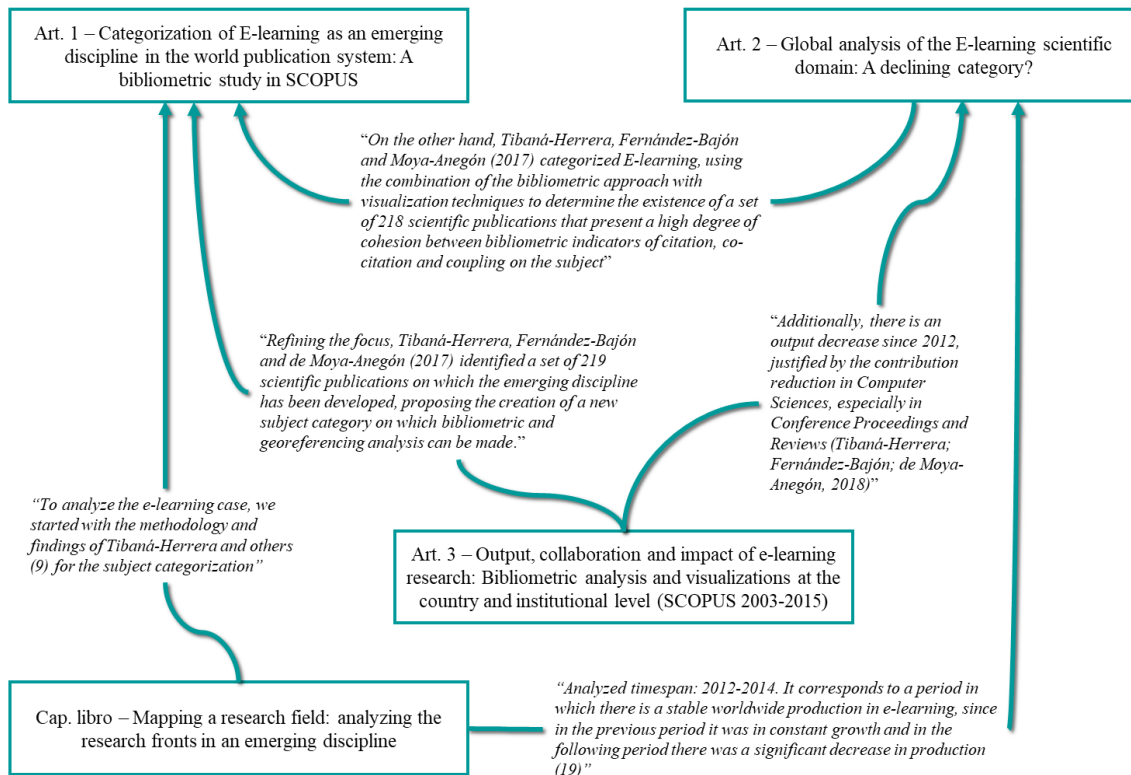 Art. 1 – Categorization of E-learning as an emerging
discipline in the world publication system: A
bibliometric study in SCOPUS
Art. 2 – Global analysis of the E-learning scientific
domain: A declining category?
“On the other hand, Tibaná-Herrera, Fernández-Bajón
and Moya-Anegón (2017) categorized E-learning, using
the combination of the bibliometric approach with
visualization techniques to determine the existence of a set
of 218 scientific publications that present a high degree of
cohesion between bibliometric indicators of citation, co-
citation and coupling on the subject”
“Refining the focus, Tibaná-Herrera, Fernández-Bajón
and de Moya-Anegón (2017) identified a set of 219
scientific publications on which the emerging discipline
has been developed, proposing the creation of a new
subject category on which bibliometric and
georeferencing analysis can be made.”
“Additionally, there is an
output decrease since 2012,
justified by the contribution
reduction in Computer
Sciences, especially in
Conference Proceedings and
Reviews (Tibaná-Herrera;
Fernández-Bajón; de Moya-
Anegón, 2018)”
“To analyze the e-learning case, we
started with the methodology and
findings of Tibaná-Herrera and others
(9) for the subject categorization”
Art. 3 – Output, collaboration and impact of e-learning
research: Bibliometric analysis and visualizations at the
country and institutional level (SCOPUS 2003-2015)
Cap. libro – Mapping a research field: analyzing the
research fronts in an emerging discipline
“Analyzed timespan: 2012-2014. It corresponds to a period in
which there is a stable worldwide production in e-learning, since
in the previous period it was in constant growth and in the
following period there was a significant decrease in production
(19)”